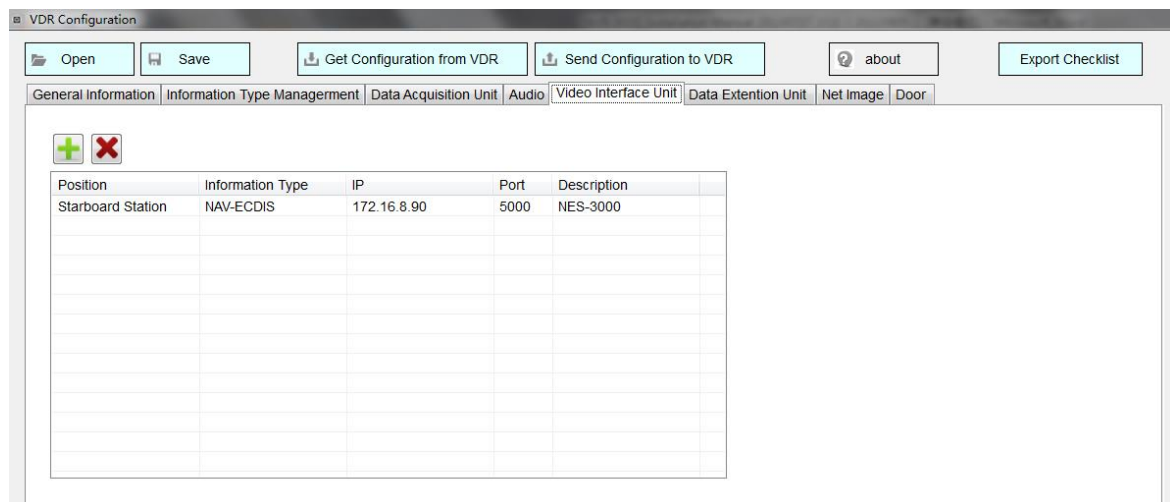 VDR Configuration
Open Save Get Configuration from VDR Send Configuration to VDR about Export Checklist
General Information Information Type Managerment Data Acquisition Unit Audio Video Interface Unit Data Extention Unit Net Image Door
Position Information Type IP Port Description
Starboard Station NAV-ECDIS 172.16.8.90 5000 NES-3000